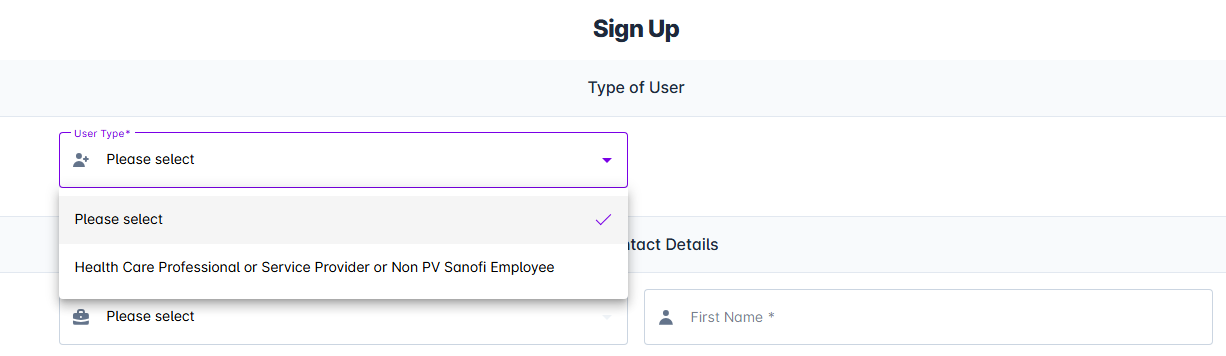 Sign Up
Type of User
User Type*
Please select
Please select
Health Care Professional or Service Provider or Non PV Sanofi Employee
ntact Details
Please select
First Name *